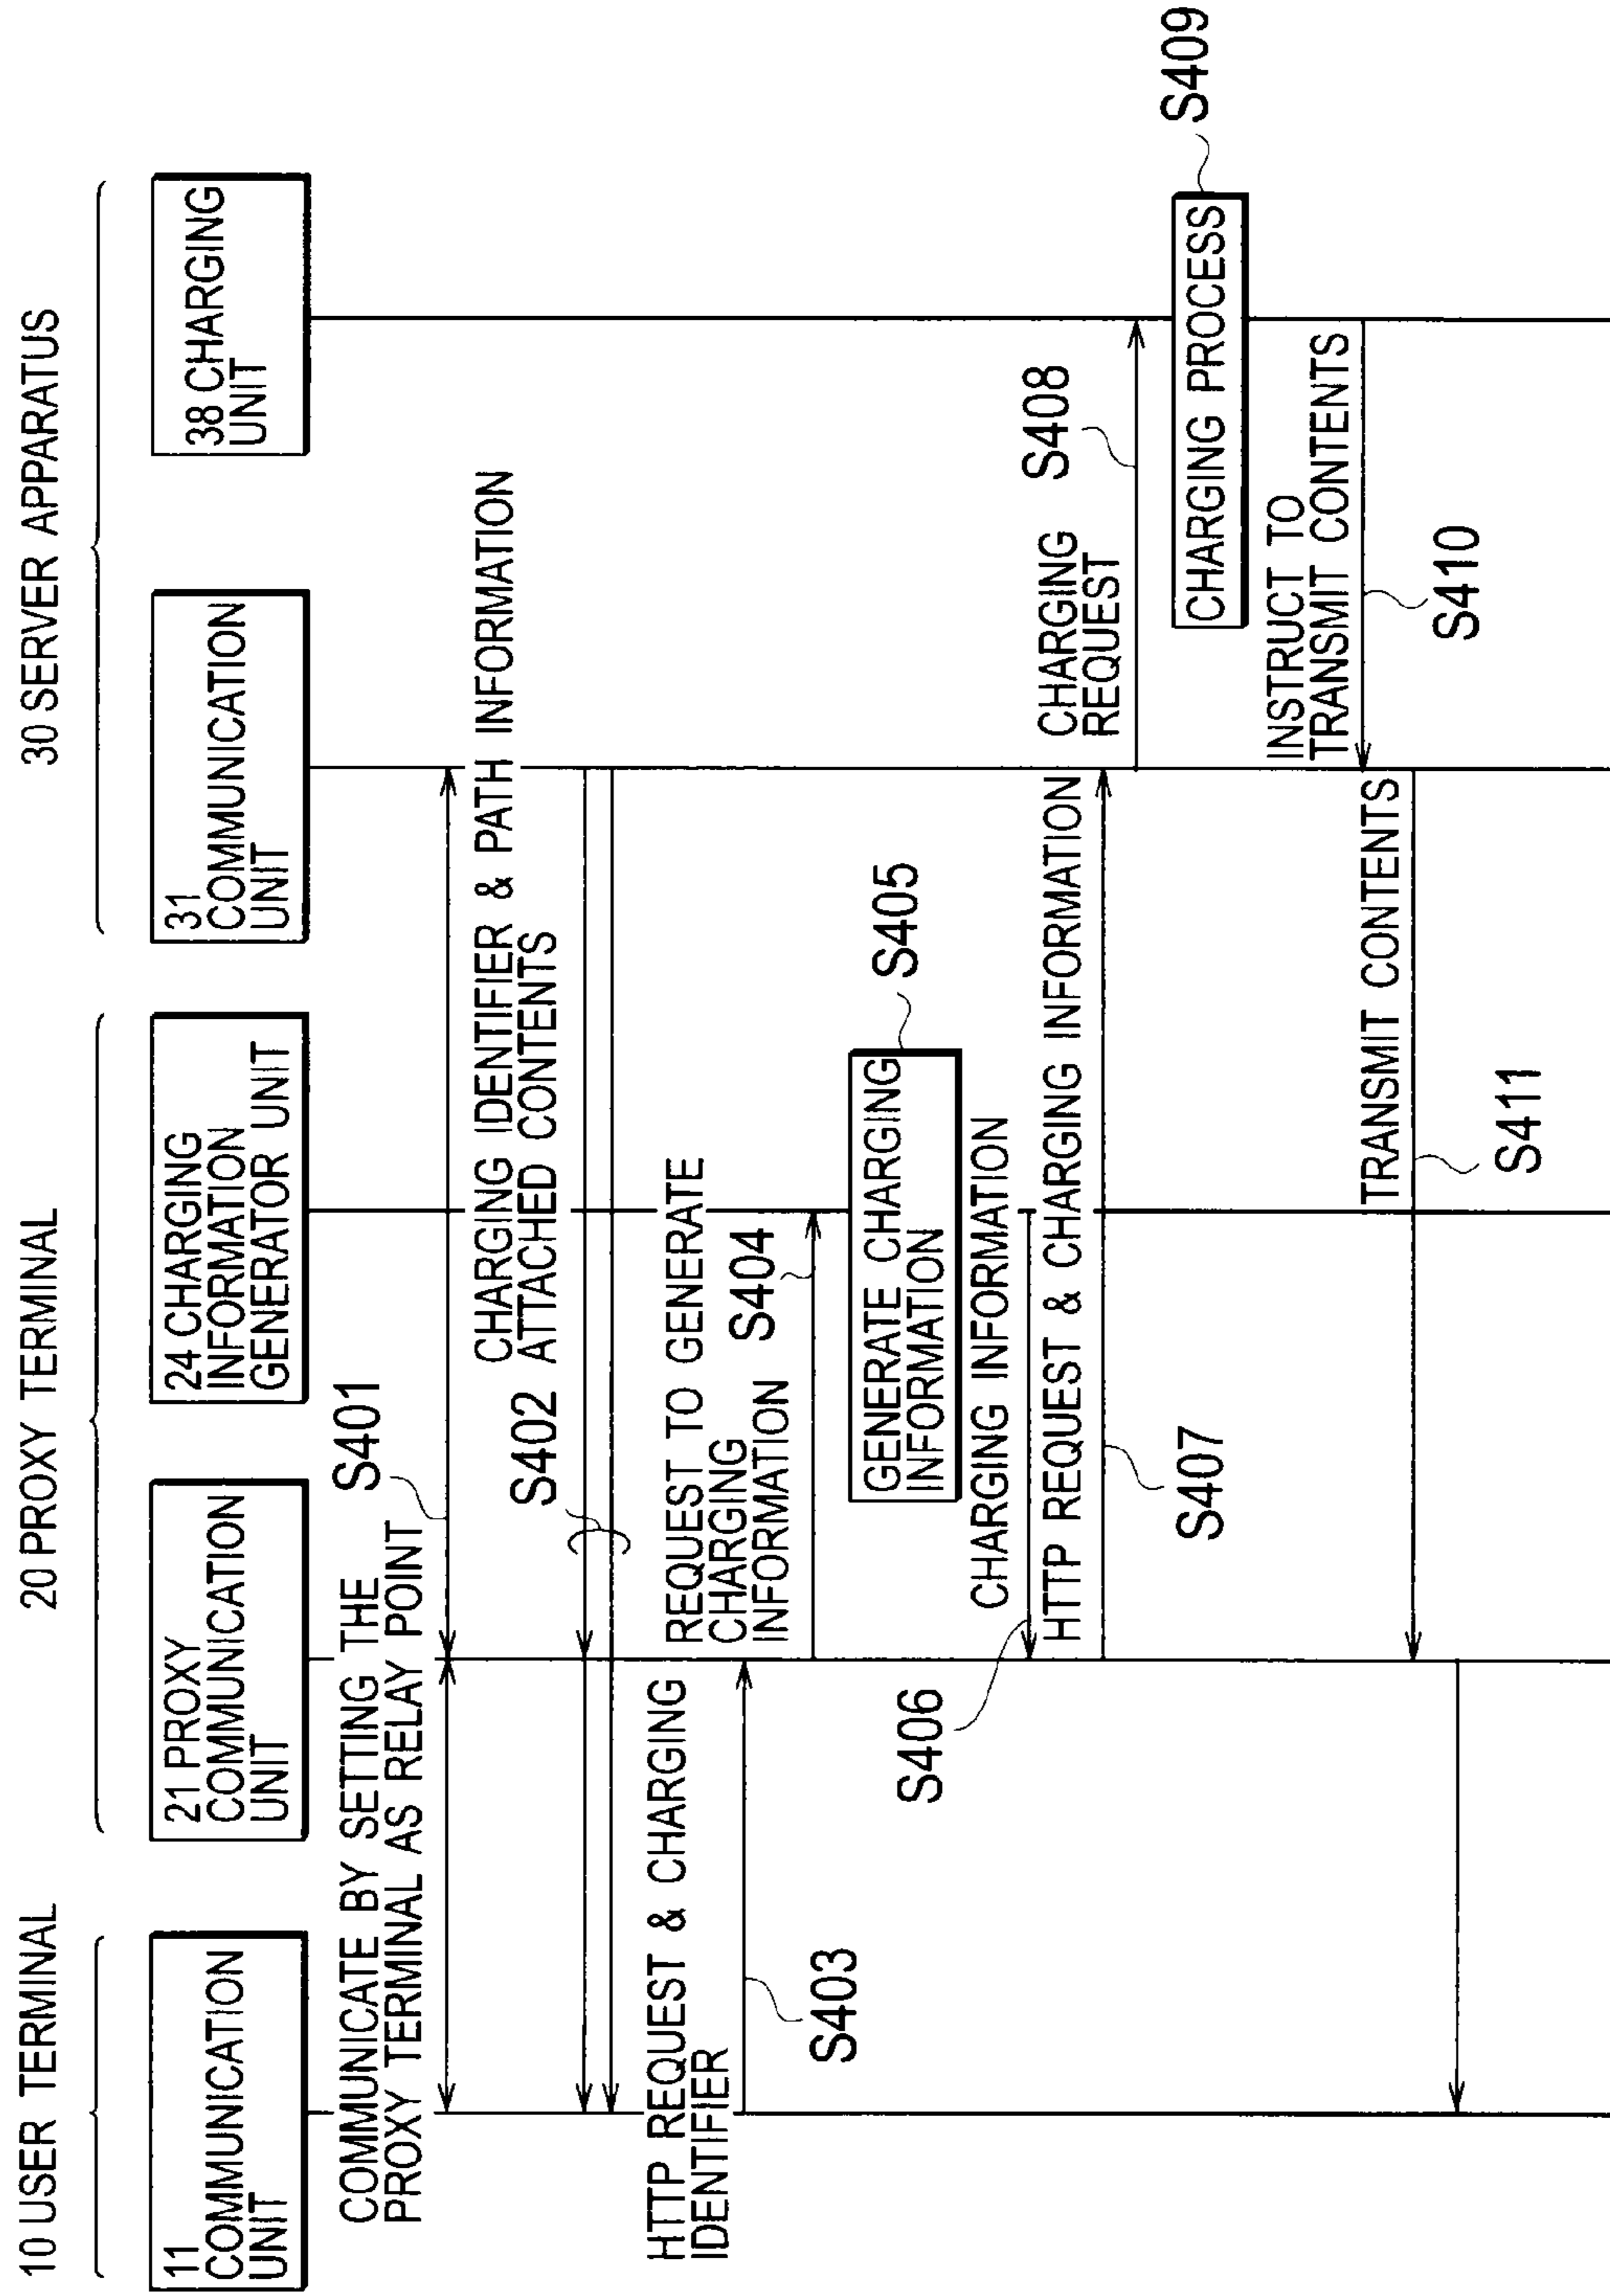 10 USER TERMINAL
20 PROXY TERMINAL
30 SERVER APPARATUS
11
COMMUNICATION
UNIT
21 PROXY
COMMUNICATION
UNIT
24 CHARGING
INFORMATION
GENERATOR UNIT
31
COMMUNICATION
UNIT
38 CHARGING
UNIT
COMMUNICATE BY SETTING THE
PROXY TERMINAL AS RELAY POINT
S401
CHARGING IDENTIFIER & PATH INFORMATION
ATTACHED CONTENTS
S402
HTTP REQUEST & CHARGING
IDENTIFIER
S403
REQUEST TO GENERATE
CHARGING
INFORMATION
S404
GENERATE CHARGING
INFORMATION
S405
CHARGING INFORMATION
S406
HTTP REQUEST & CHARGING INFORMATION
S407
CHARGING
REQUEST
S408
CHARGING PROCESS
S409
INSTRUCT TO
TRANSMIT CONTENTS
S410
TRANSMIT CONTENTS
S411